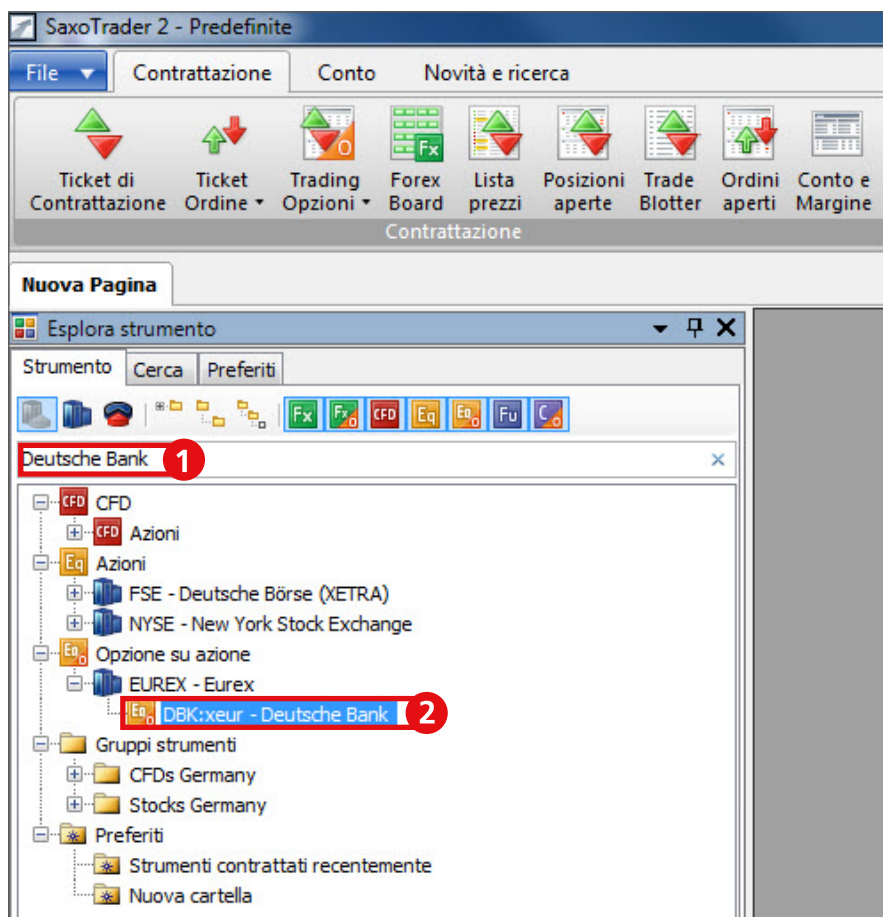 SaxoTrader 2 - Predefinite
File Contrattazione Conto Novità e ricerca
Ticket di Contrattazione
Ticket Ordine
Trading Opzioni
Forex Board
Lista prezzi
Posizioni aperte
Trade Blotter
Ordini aperti
Conto e Margine
Contrattazione
Nuova Pagina
Esplora strumento
Strumento Cerca Preferiti
Fx Fx o CFD Eq Eq o Fu C o
Deutsche Bank 1
CFD CFD
CFD Azioni
Eq Azioni
FSE - Deutsche Börse (XETRA)
NYSE - New York Stock Exchange
Eq o Opzione su azione
EUREX - Eurex
Eq o DBK:xeur - Deutsche Bank 2
Gruppi strumenti
CFDs Germany
Stocks Germany
Preferiti
Strumenti contrattati recentemente
Nuova cartella